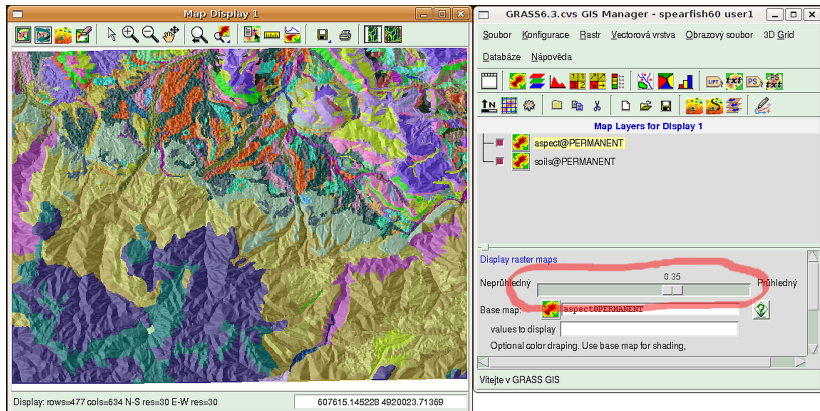 Map Display 1
Display: rows=477 cols=634 N-S res=30 E-W res=30
607615.145228 4920023.71369
GRASS6.3.cvs GIS Manager - spearfish60 user1
Soubor Konfigurace Rastr Vectorová vrstva Obrazový soubor 3D Grid
Databáze Nápověda
Map Layers for Display 1
aspect@PERMANENT
soils@PERMANENT
Display raster maps
0.35
Neprůhledný Průhledný
Base map: aspect@PERMANENT
values to display
Optional color draping. Use base map for shading,
Vítejte v GRASS GIS